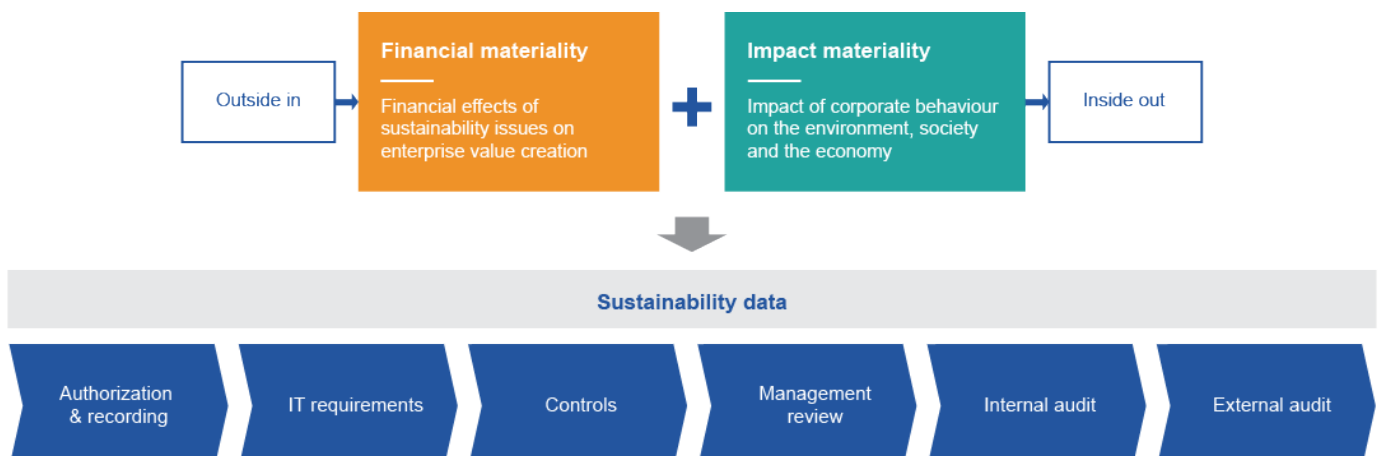 Outside in
Financial materiality
Financial effects of
sustainability issues on
enterprise value creation
Impact materiality
Impact of corporate behaviour
on the environment, society
and the economy
Inside out
Sustainability data
Authorization
& recording
IT requirements
Controls
Management
review
Internal audit
External audit